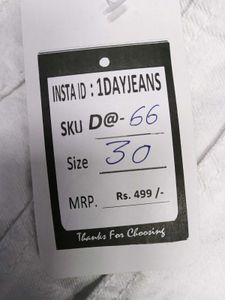 INSTA ID : 1DAYJEANS
SKU D@-66
Size 30
MRP. Rs. 499 /-
Thanks For Choosing